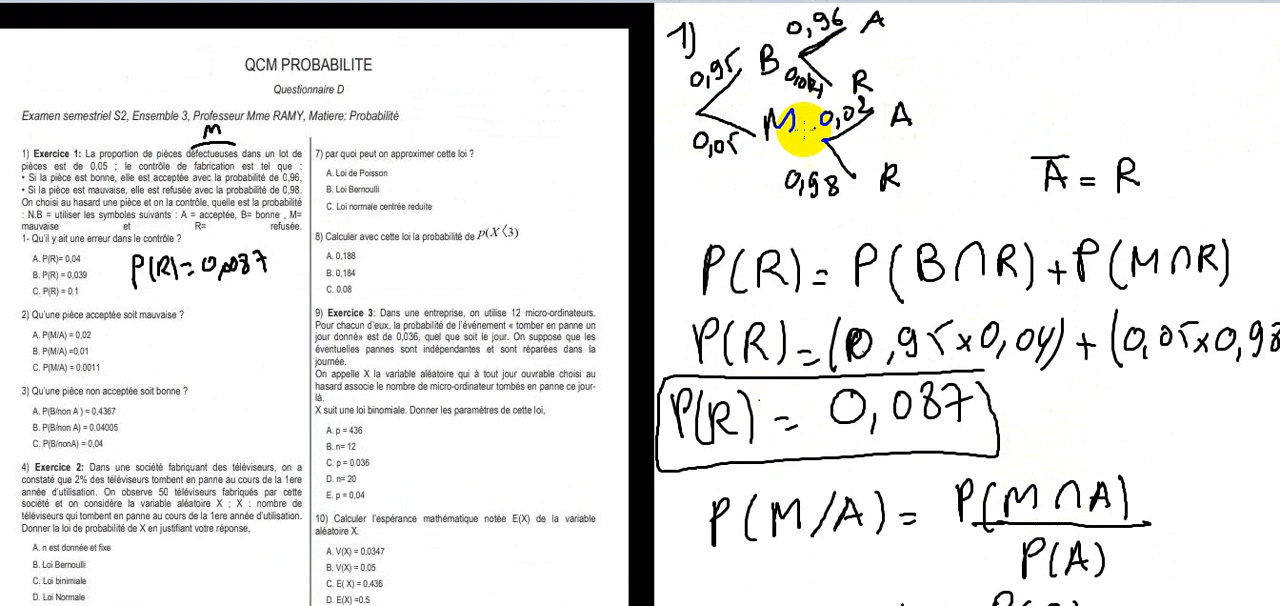 QCM PROBABILITE
Questionnaire D
Examen semestriel S2, Ensemble 3, Professeur Mme RAMY, Matiere: Probabilité
M
1) Exercice 1: La proportion de pièces défectueuses dans un lot de
pièces est de 0,05 ; le contrôle de fabrication est tel que :
• Si la pièce est bonne, elle est acceptée avec la probabilité de 0,96,
• Si la pièce est mauvaise, elle est refusée avec la probabilité de 0,98.
On choisi au hasard une pièce et on la contrôle, quelle est la probabilité
: N.B = utiliser les symboles suivants : A = acceptée, B= bonne , M=
mauvaise et R= refusée.
1- Qu'il y ait une erreur dans le contrôle ?
A. P(R)= 0,04
B. P(R) = 0,039
C. P(R) = 0,1
P(R) = 0,087
2) Qu'une pièce acceptée soit mauvaise ?
A. P(M/A) = 0,02
B. P(M/A) =0,01
C. P(M/A) = 0.0011
3) Qu'une pièce non acceptée soit bonne ?
A. P(B/non A ) = 0,4367
B. P(B/nonA) = 0,04005
C. P(B/nonA) = 0,04
4) Exercice 2: Dans une société fabriquant des téléviseurs, on a
constaté que 2% des téléviseurs tombent en panne au cours de la 1ere
année d'utilisation. On observe 50 téléviseurs fabriqués par cette
société et on considère la variable aléatoire X ; X : nombre de
téléviseurs qui tombent en panne au cours de la 1ere année d'utilisation.
Donner la loi de probabilité de X en justifiant votre réponse,
A. n est donnée et fixe
B. Loi Bernoulli
C. Loi binimiale
D. Loi Normale
7) par quoi peut on approximer cette loi ?
A. Loi de Poisson
B. Loi Bernoulli
C. Loi normale centrée reduite
8) Calculer avec cette loi la probabilité de p(X⟨3)
A. 0,188
B. 0,184
C. 0,08
9) Exercice 3: Dans une entreprise, on utilise 12 micro-ordinateurs.
Pour chacun d'eux, la probabilité de l'événement « tomber en panne un
jour donné» est de 0,036, quel que soit le jour. On suppose que les
éventuelles pannes sont indépendantes et sont réparées dans la
journée.
On appelle X la variable aléatoire qui à tout jour ouvrable choisi au
hasard associe le nombre de micro-ordinateur tombés en panne ce jour-
là.
X suit une loi binomiale. Donner les paramètres de cette loi,
A. p = 436
B. n= 12
C. p = 0.036
D. n= 20
E. p = 0,04
10) Calculer l'espérance mathématique notée E(X) de la variable
aléatoire X.
A. V(X) = 0,0347
B. V(X) = 0,05
C. E( X) = 0,436
D. E(X) =0,5
1)
0,96 A
0,95 B
0,04 R
M 0,02 A
0,05
0,98 R
A̅ = R
P(R) = P(B∩R) + P(M∩R)
P(R) = (0,95 x 0,04) + (0,05 x 0,98
P(R) = 0,087
P(M/A) = P(M∩A)
P(A)